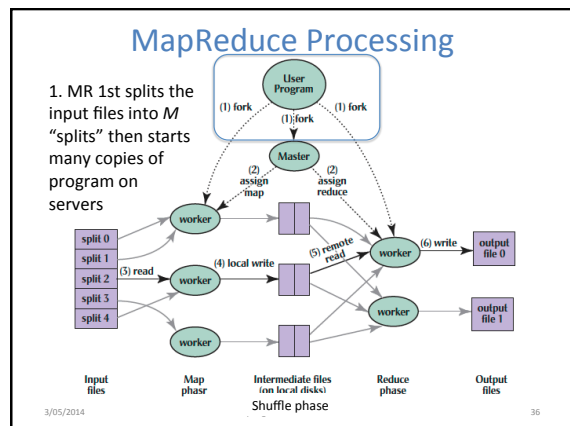 MapReduce Processing
1. MR 1st splits the
input files into M
“splits” then starts
many copies of
program on
servers
User
Program
(1) fork
(1) fork
(1) fork
Master
(2)
assign
map
(2)
assign
reduce
split 0
split 1
split 2
split 3
split 4
(3) read
worker
worker
worker
(4) local write
(5) remote
read
worker
worker
(6) write
output
file 0
output
file 1
Input
files
Map
phasr
Intermediate files
(on local disks)
Reduce
phase
Output
files
Shuffle phase
3/05/2014
36